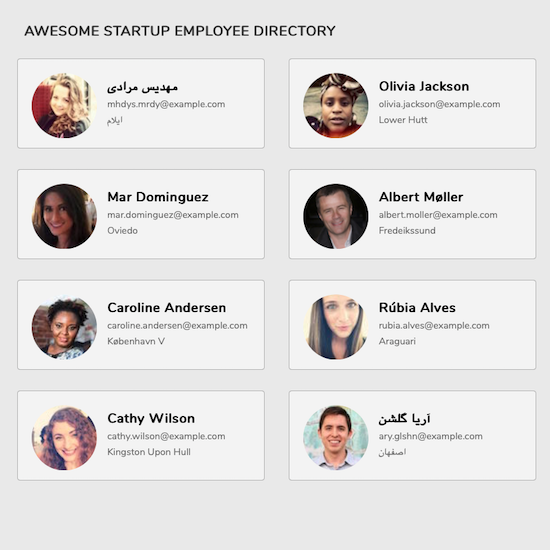 AWESOME STARTUP EMPLOYEE DIRECTORY
مهدیس مرادی
mhdys.mrdy@example.com
ایلام
Olivia Jackson
olivia.jackson@example.com
Lower Hutt
Mar Dominguez
mar.dominguez@example.com
Oviedo
Albert Møller
albert.moller@example.com
Fredeikssund
Caroline Andersen
caroline.andersen@example.com
København V
Rúbia Alves
rubia.alves@example.com
Araguari
Cathy Wilson
cathy.wilson@example.com
Kingston Upon Hull
آریا گلشن
ary.glshn@example.com
اصفهان